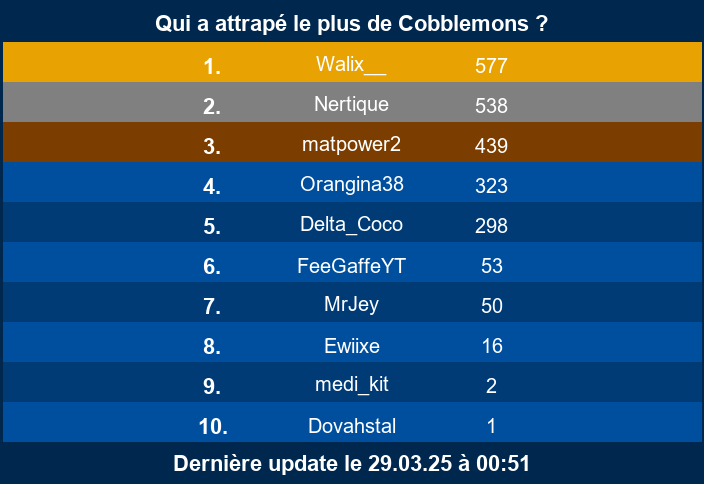 Qui a attrapé le plus de Cobblemons ?
1. Walix__ 577
2. Nertique 538
3. matpower2 439
4. Orangina38 323
5. Delta_Coco 298
6. FeeGaffeYT 53
7. MrJey 50
8. Ewiixe 16
9. medi_kit 2
10. Dovahstal 1
Dernière update le 29.03.25 à 00:51